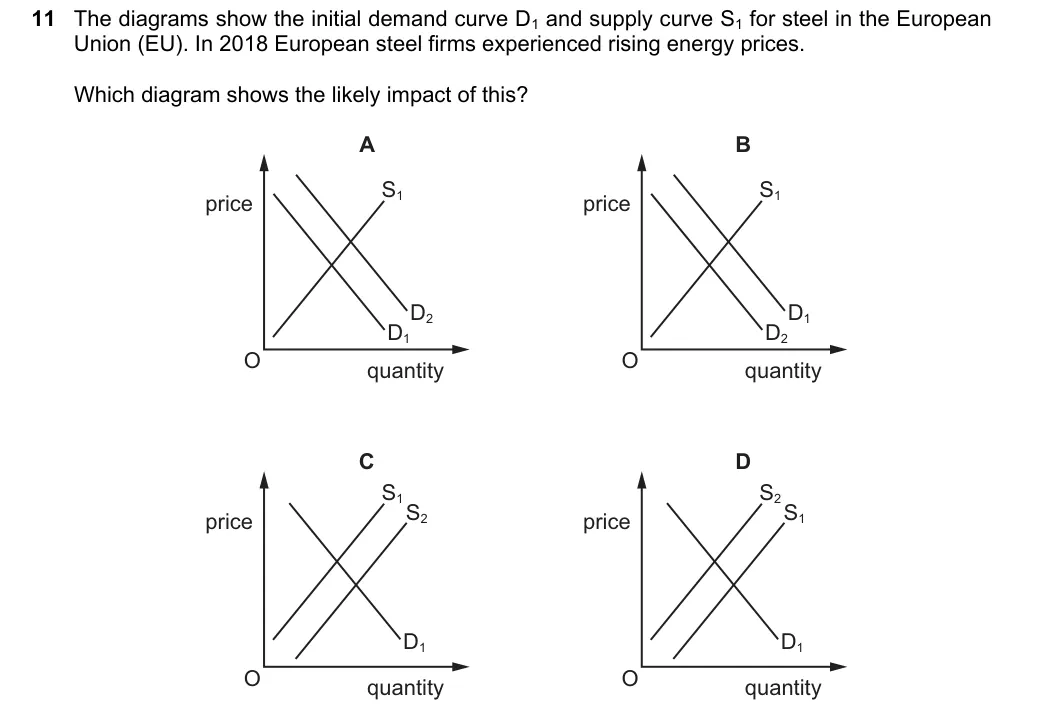 11 The diagrams show the initial demand curve D₁ and supply curve S₁ for steel in the European
Union (EU). In 2018 European steel firms experienced rising energy prices.
Which diagram shows the likely impact of this?
A
price
S₁
D₂
D₁
O
quantity
B
price
S₁
D₁
D₂
O
quantity
C
price
S₁
S₂
D₁
O
quantity
D
price
S₂
S₁
D₁
O
quantity